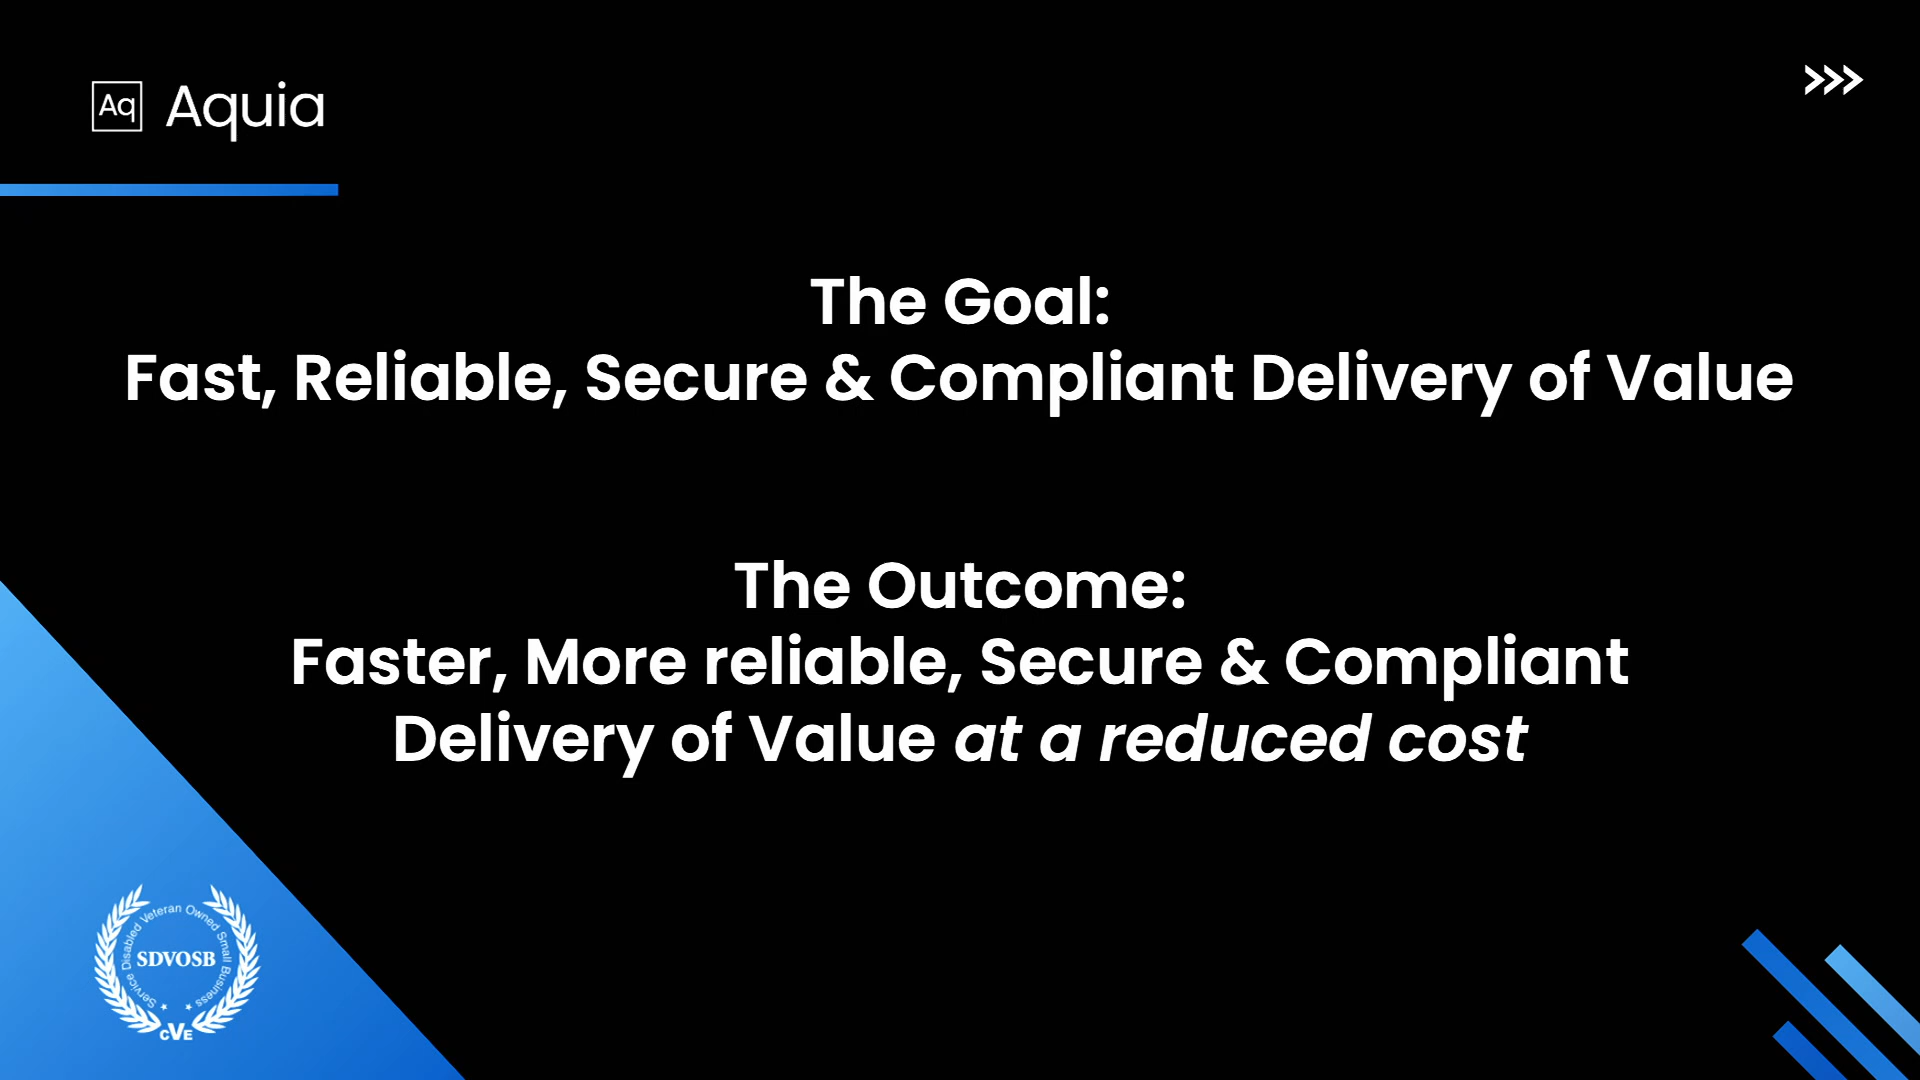 Aq Aquia
The Goal:
Fast, Reliable, Secure & Compliant Delivery of Value
The Outcome:
Faster, More reliable, Secure & Compliant
Delivery of Value at a reduced cost
Service Disabled Veteran Owned Small Business
SDVOSB
CVE